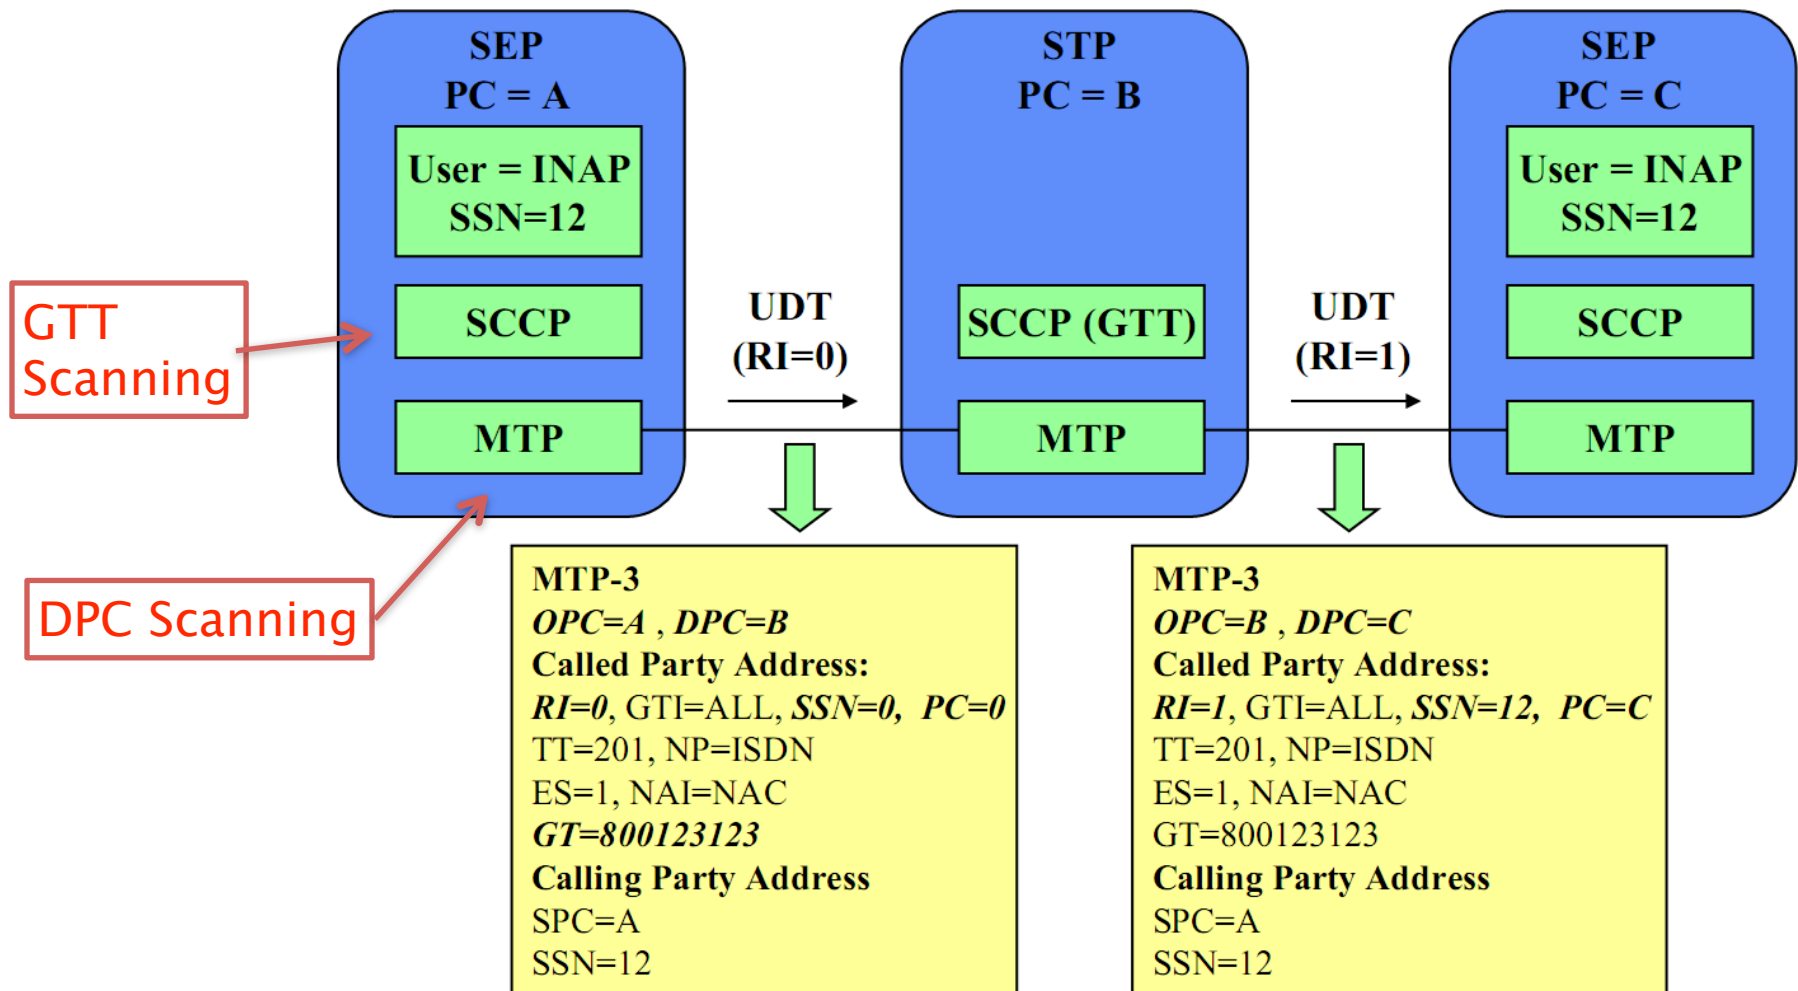 SEP
PC = A
User = INAP
SSN=12
SCCP
MTP
GTT
Scanning
DPC Scanning
UDT
(RI=0)
STP
PC = B
SCCP (GTT)
MTP
UDT
(RI=1)
SEP
PC = C
User = INAP
SSN=12
SCCP
MTP
MTP-3
OPC=A , DPC=B
Called Party Address:
RI=0, GTI=ALL, SSN=0, PC=0
TT=201, NP=ISDN
ES=1, NAI=NAC
GT=800123123
Calling Party Address
SPC=A
SSN=12
MTP-3
OPC=B , DPC=C
Called Party Address:
RI=1, GTI=ALL, SSN=12, PC=C
TT=201, NP=ISDN
ES=1, NAI=NAC
GT=800123123
Calling Party Address
SPC=A
SSN=12